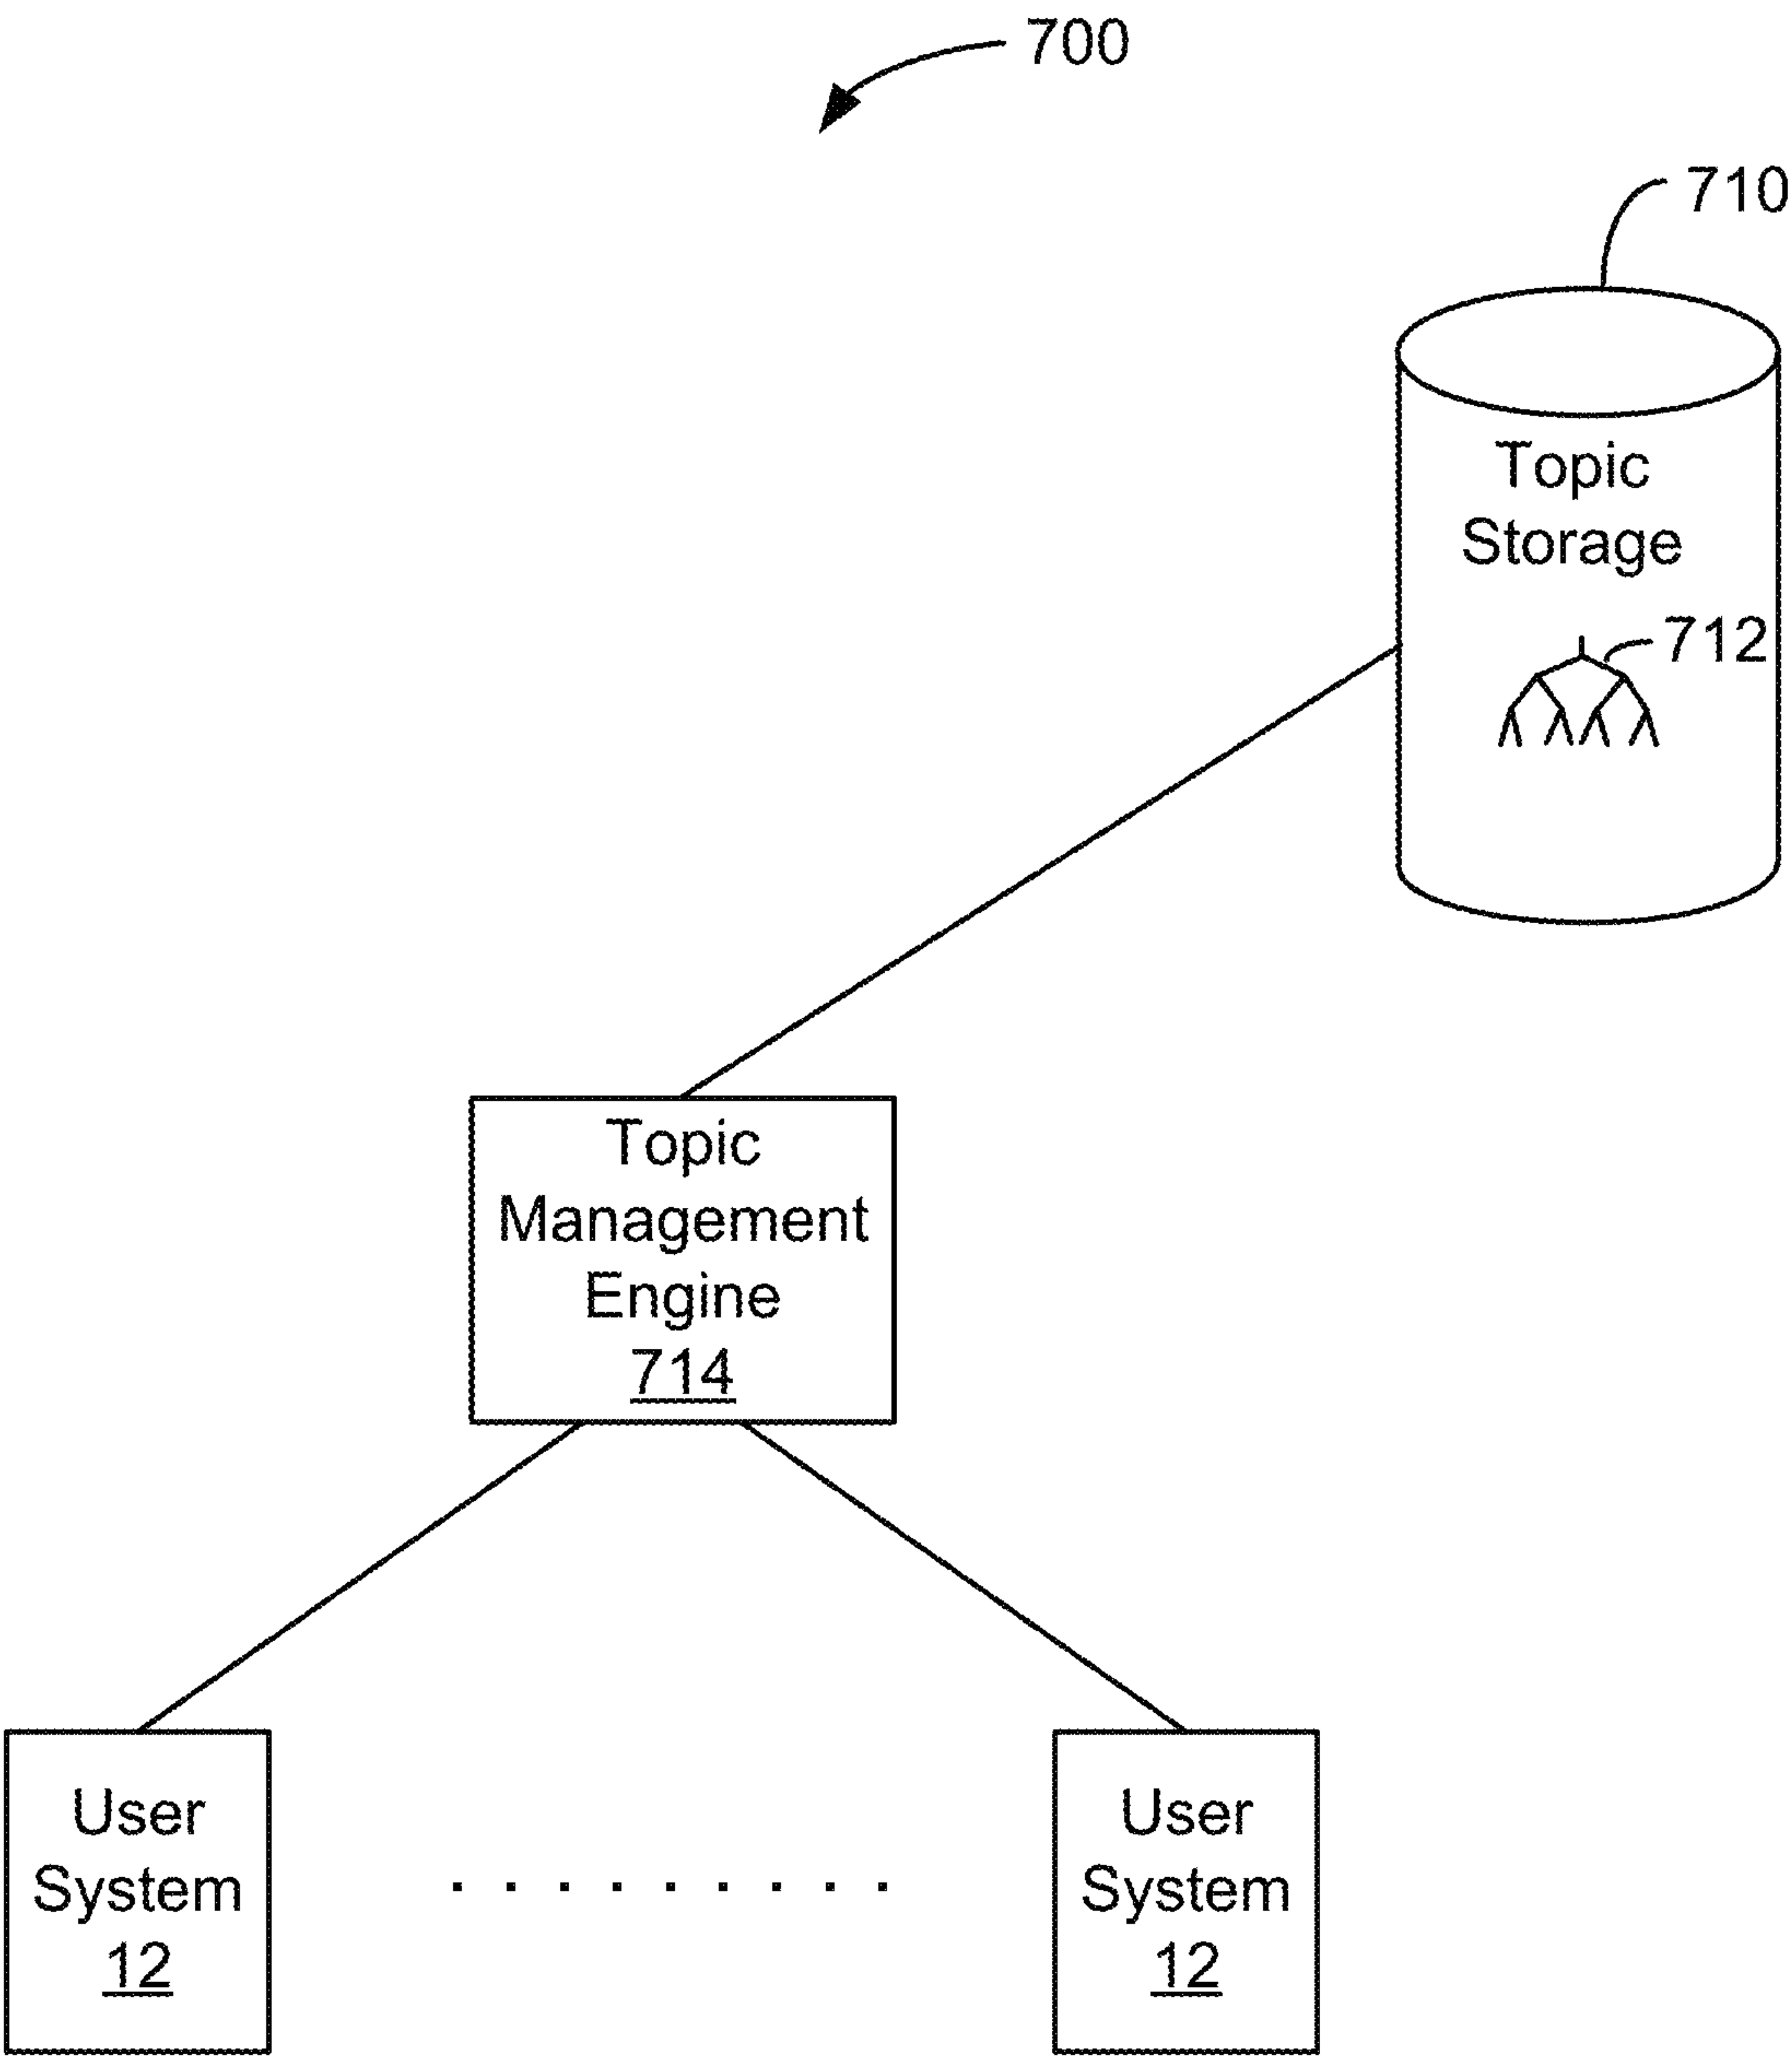 700
710
Topic
Storage
712
Topic
Management
Engine
714
User
System
12
User
System
12